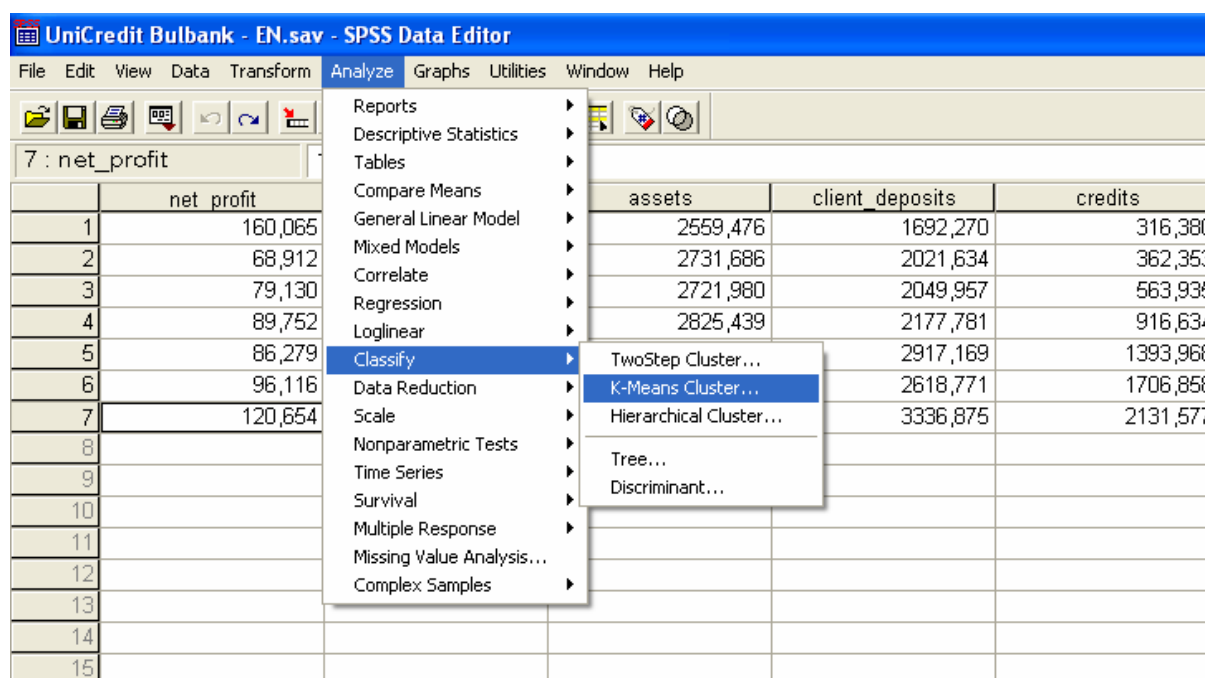 UniCredit Bulbank - EN.sav - SPSS Data Editor
File Edit View Data Transform Analyze Graphs Utilities Window Help
7 : net_profit
Reports
Descriptive Statistics
Tables
Compare Means
General Linear Model
Mixed Models
Correlate
Regression
Loglinear
Classify
Data Reduction
Scale
Nonparametric Tests
Time Series
Survival
Multiple Response
Missing Value Analysis...
Complex Samples
TwoStep Cluster...
K-Means Cluster...
Hierarchical Cluster...
Tree...
Discriminant...
net_profit assets client_deposits credits
1 160,065 2559,476 1692,270 316,380
2 68,912 2731,686 2021,634 362,353
3 79,130 2721,980 2049,957 563,935
4 89,752 2825,439 2177,781 916,634
5 86,279 2917,169 1393,968
6 96,116 2618,771 1706,858
7 120,654 3336,875 2131,577
8
9
10
11
12
13
14
15